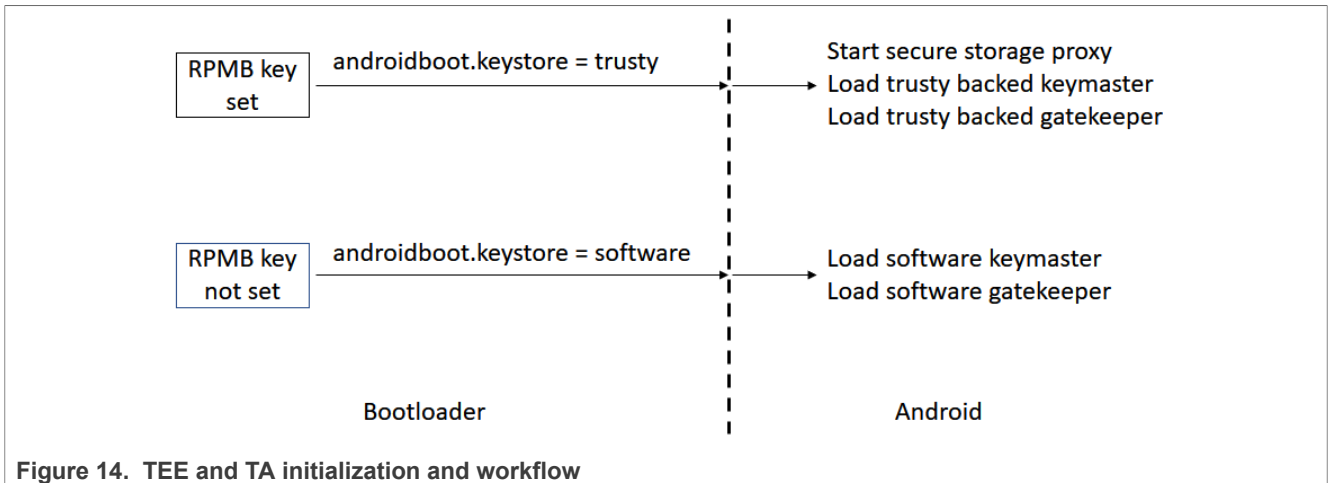 RPMB key
set
androidboot.keystore = trusty
Start secure storage proxy
Load trusty backed keymaster
Load trusty backed gatekeeper
RPMB key
not set
androidboot.keystore = software
Load software keymaster
Load software gatekeeper
Bootloader
Android
Figure 14. TEE and TA initialization and workflow